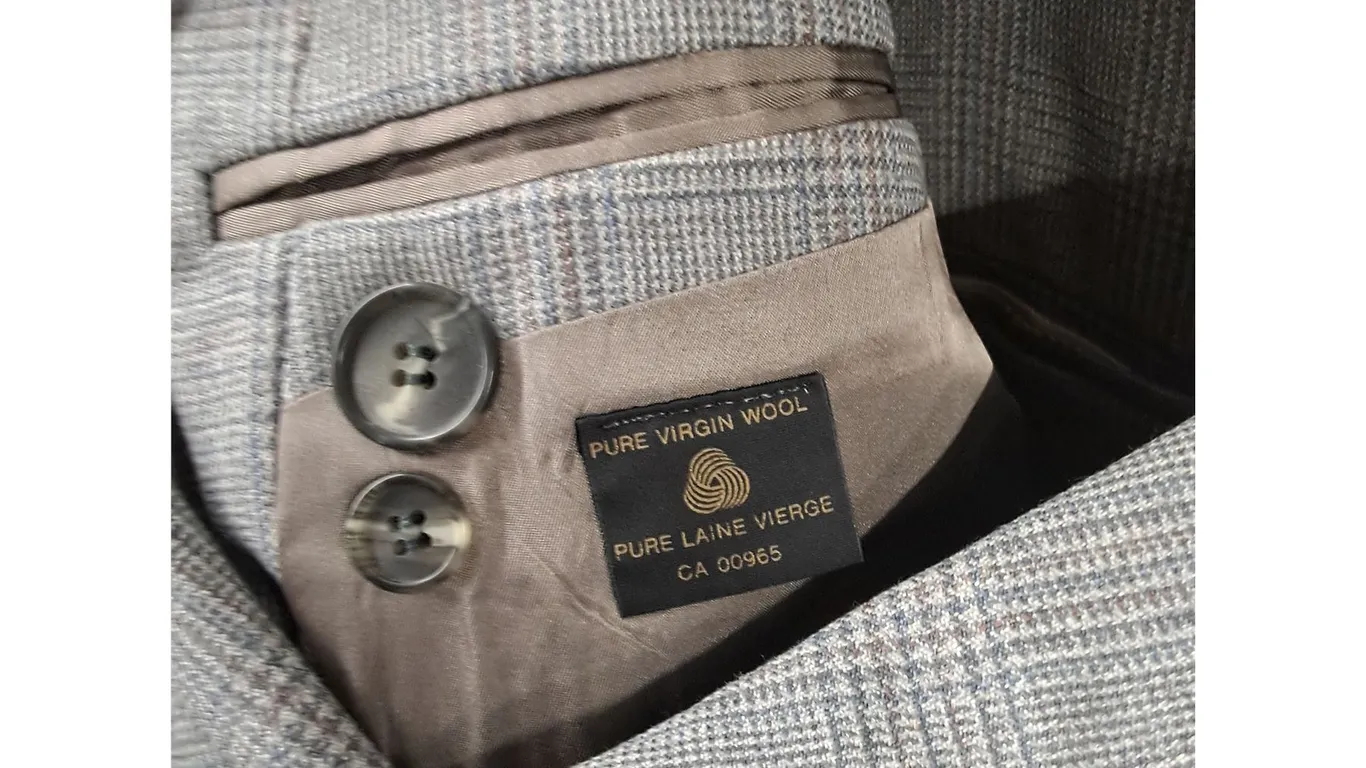 PURE VIRGIN WOOL
PURE LAINE VIERGE
CA 00965